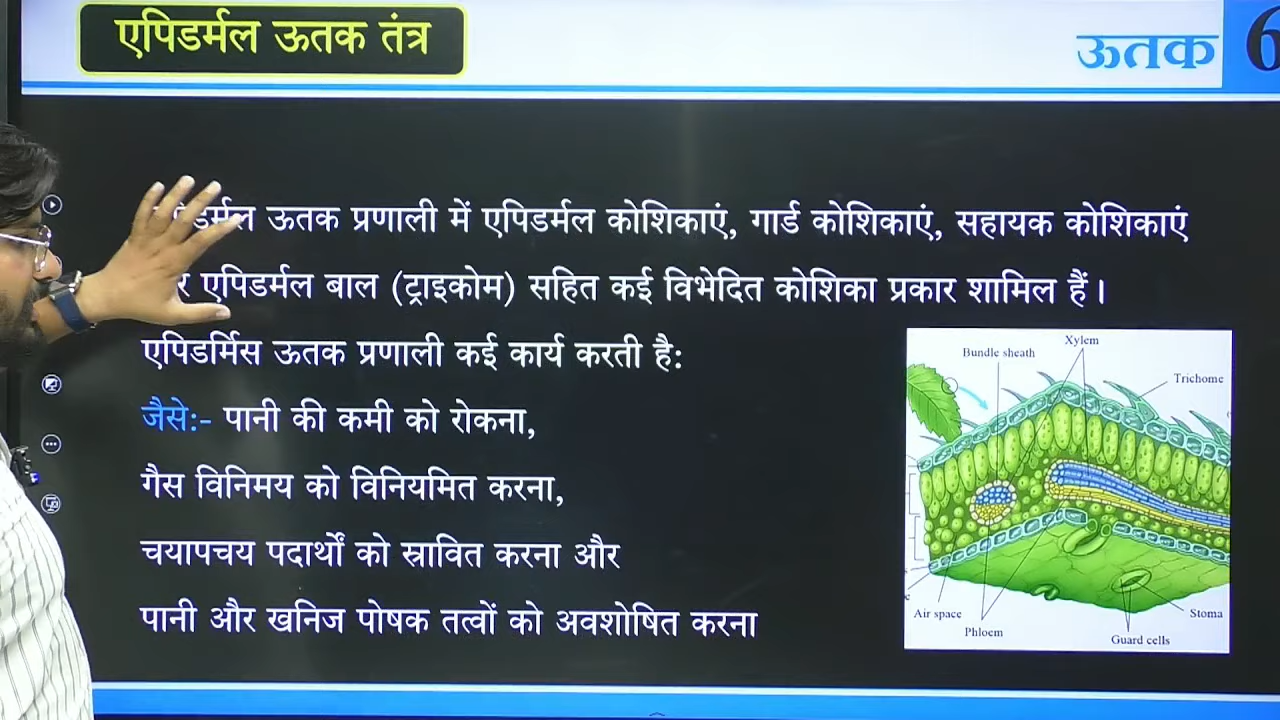 एपिडर्मल ऊतक तंत्र
ऊतक 6
ऊतक प्रणाली में एपिडर्मल कोशिकाएं, गार्ड कोशिकाएं, सहायक कोशिकाएं
एपिडर्मल बाल (ट्राइकोम) सहित कई विभेदित कोशिका प्रकार शामिल हैं।
एपिडर्मिस ऊतक प्रणाली कई कार्य करती है:
जैसे:- पानी की कमी को रोकना,
गैस विनिमय को विनियमित करना,
चयापचय पदार्थों को स्रावित करना और
पानी और खनिज पोषक तत्वों को अवशोषित करना
Xylem
Bundle sheath
Trichome
Air space
Stoma
Phloem
Guard cells